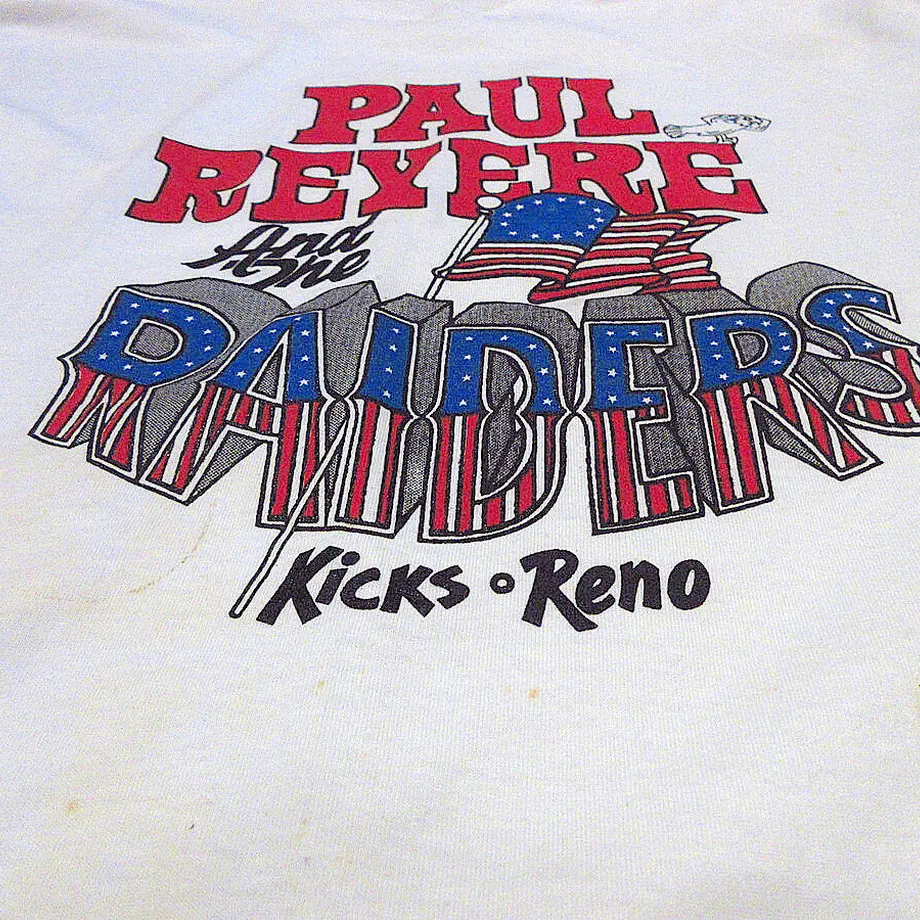 PAUL
REVERE
And The
RAIDERS
Kicks • Reno